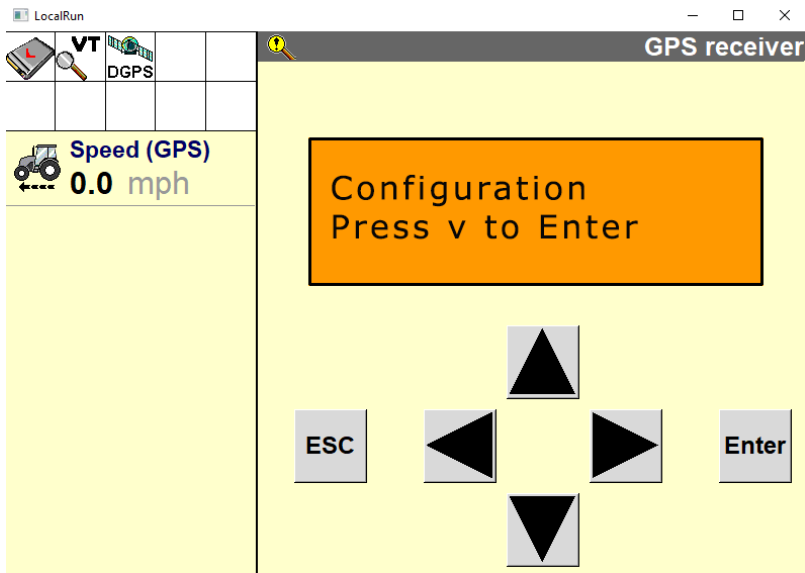 LocalRun
VT
DGPS
GPS receiver
Speed (GPS)
0.0 mph
Configuration
Press v to Enter
ESC
Enter